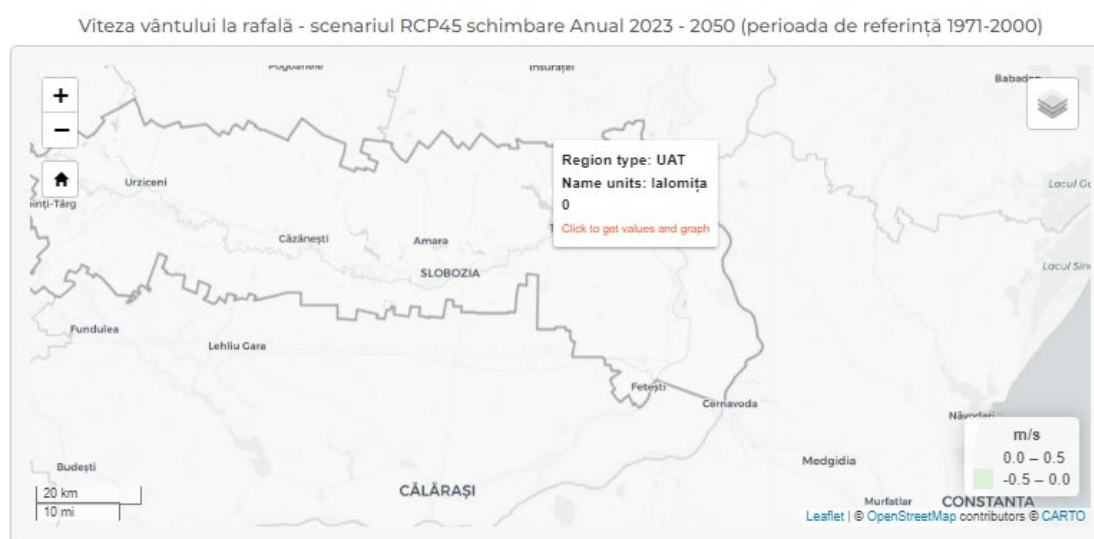 Viteza vântului la rafală - scenariul RCP45 schimbare Anual 2023 - 2050 (perioada de referință 1971-2000)
Însurăței
Babadag
+
−
Region type: UAT
Name units: Ialomița
0
Click to get values and graph
Urziceni
Căzănești
Amara
SLOBOZIA
Lacul Sin
Fundulea
Lehliu Gara
Fetești
Cernavoda
Năvodari
m/s
0.0 – 0.5
-0.5 – 0.0
Budești
Medgidia
CĂLĂRAȘI
20 km
10 mi
Murfatlar
CONSTANȚA
Leaflet | © OpenStreetMap contributors © CARTO